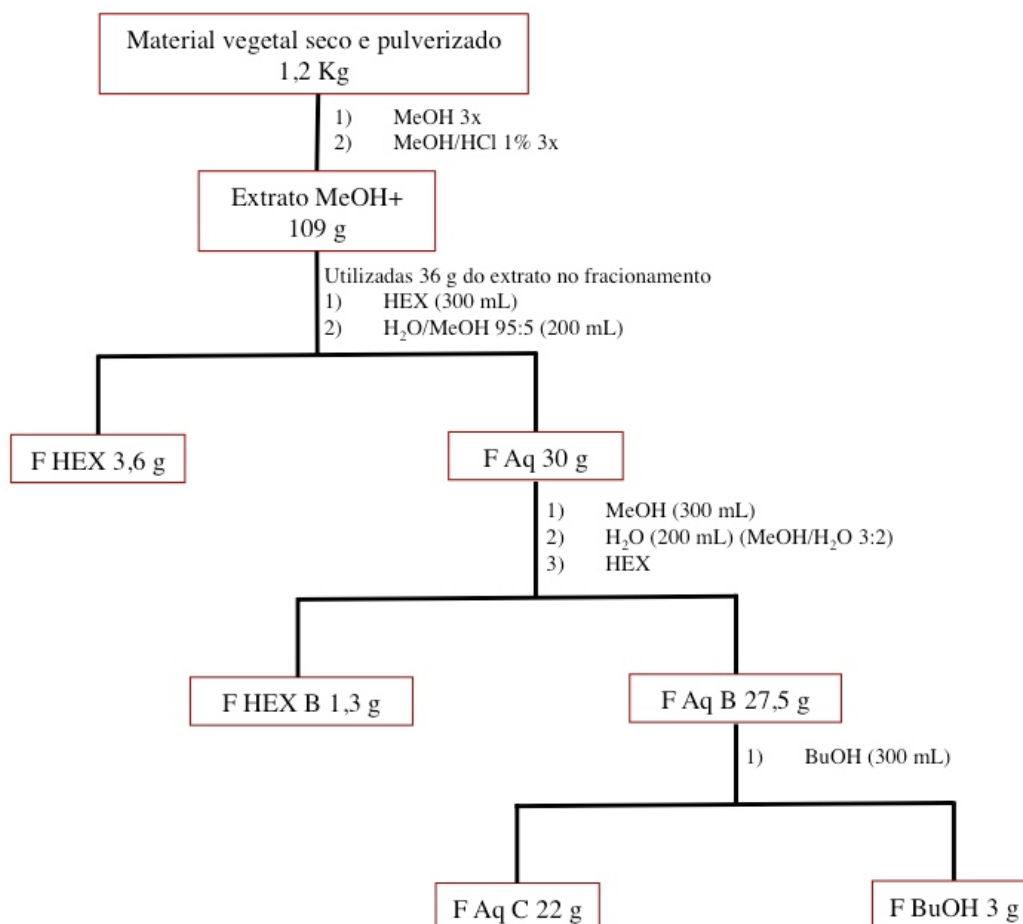 Material vegetal seco e pulverizado
1,2 Kg
1) MeOH 3x
2) MeOH/HCl 1% 3x
Extrato MeOH+
109 g
Utilizadas 36 g do extrato no fracionamento
1) HEX (300 mL)
2) H₂O/MeOH 95:5 (200 mL)
F HEX 3,6 g
F Aq 30 g
1) MeOH (300 mL)
2) H₂O (200 mL) (MeOH/H₂O 3:2)
3) HEX
F HEX B 1,3 g
F Aq B 27,5 g
1) BuOH (300 mL)
F Aq C 22 g
F BuOH 3 g